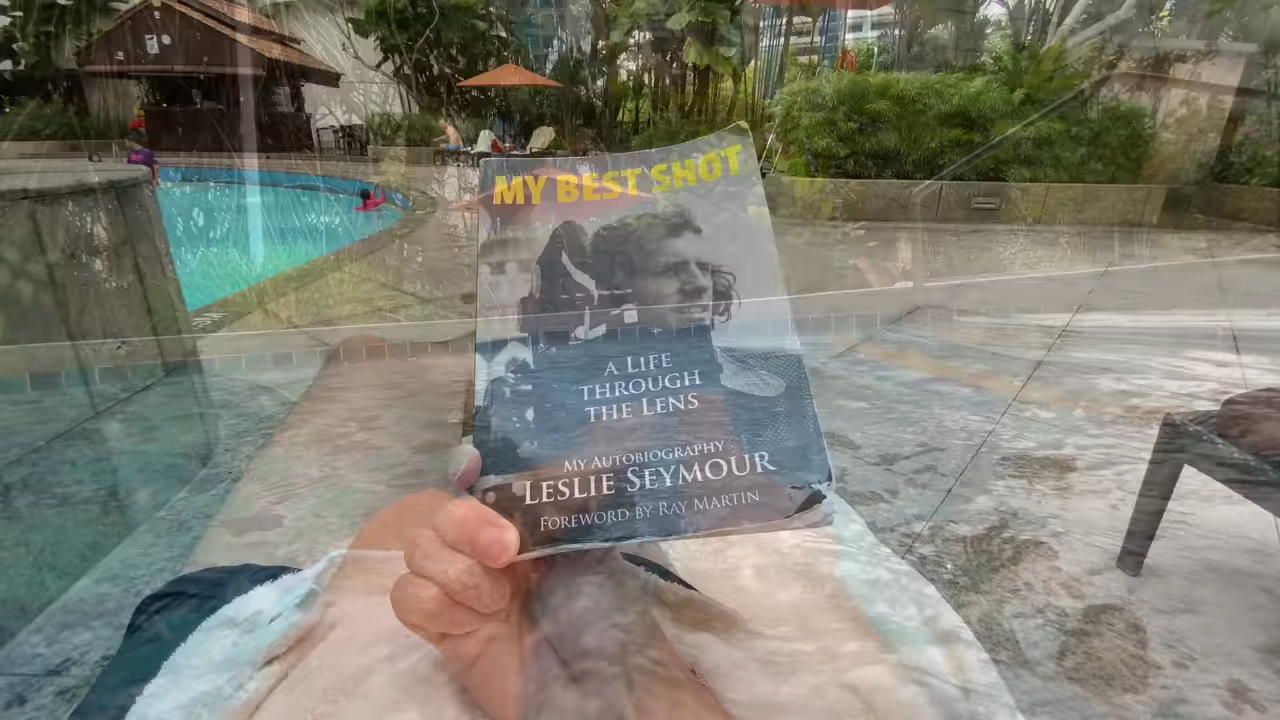 MY BEST SHOT
A LIFE
THROUGH
THE LENS
MY AUTOBIOGRAPHY
LESLIE SEYMOUR
FOREWORD BY RAY MARTIN